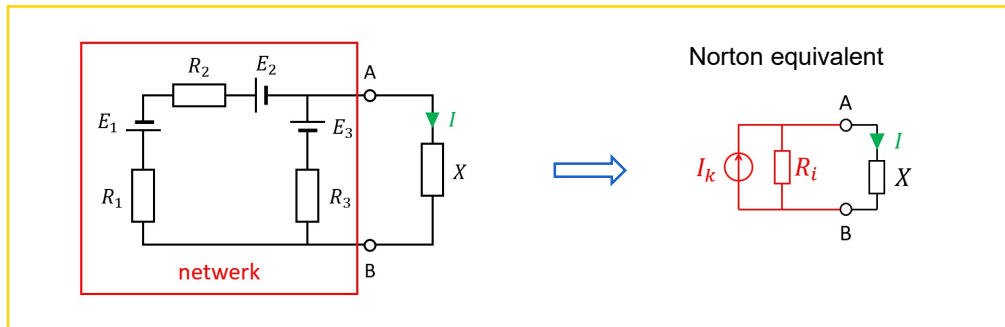 Norton equivalent
R₂
E₂
A
E₁
E₃
I
R₁
R₃
X
B
netwerk
A
I
Iₖ
Rᵢ
X
B